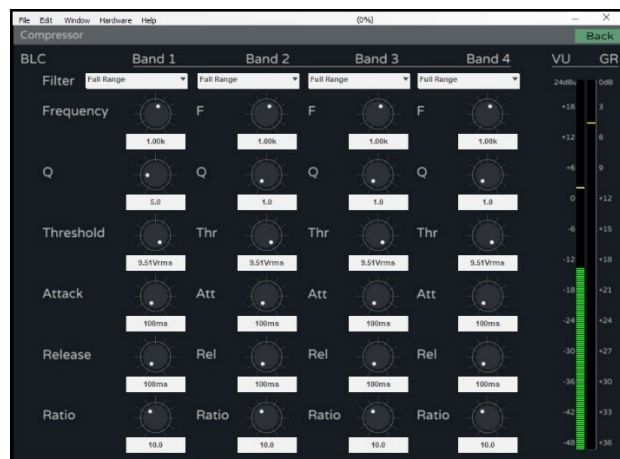 File Edit Window Hardware Help (0%)
Compressor Back
BLC Band 1 Band 2 Band 3 Band 4 VU GR
Filter Full Range Full Range Full Range Full Range 24dBu 0dB
Frequency F F F +18 3
1.00k 1.00k 1.00k 1.00k +12 6
Q Q Q Q +6 9
5.0 1.0 1.0 1.0 0 +12
Threshold Thr Thr Thr -6 +15
9.51Vrms 9.51Vrms 9.51Vrms 9.51Vrms -12 +18
Attack Att Att Att -18 +21
100ms 100ms 100ms 100ms -24 +24
Release Rel Rel Rel -30 +27
100ms 100ms 100ms 100ms -36 +30
Ratio Ratio Ratio Ratio -42 +33
10.0 10.0 10.0 10.0 -48 +36